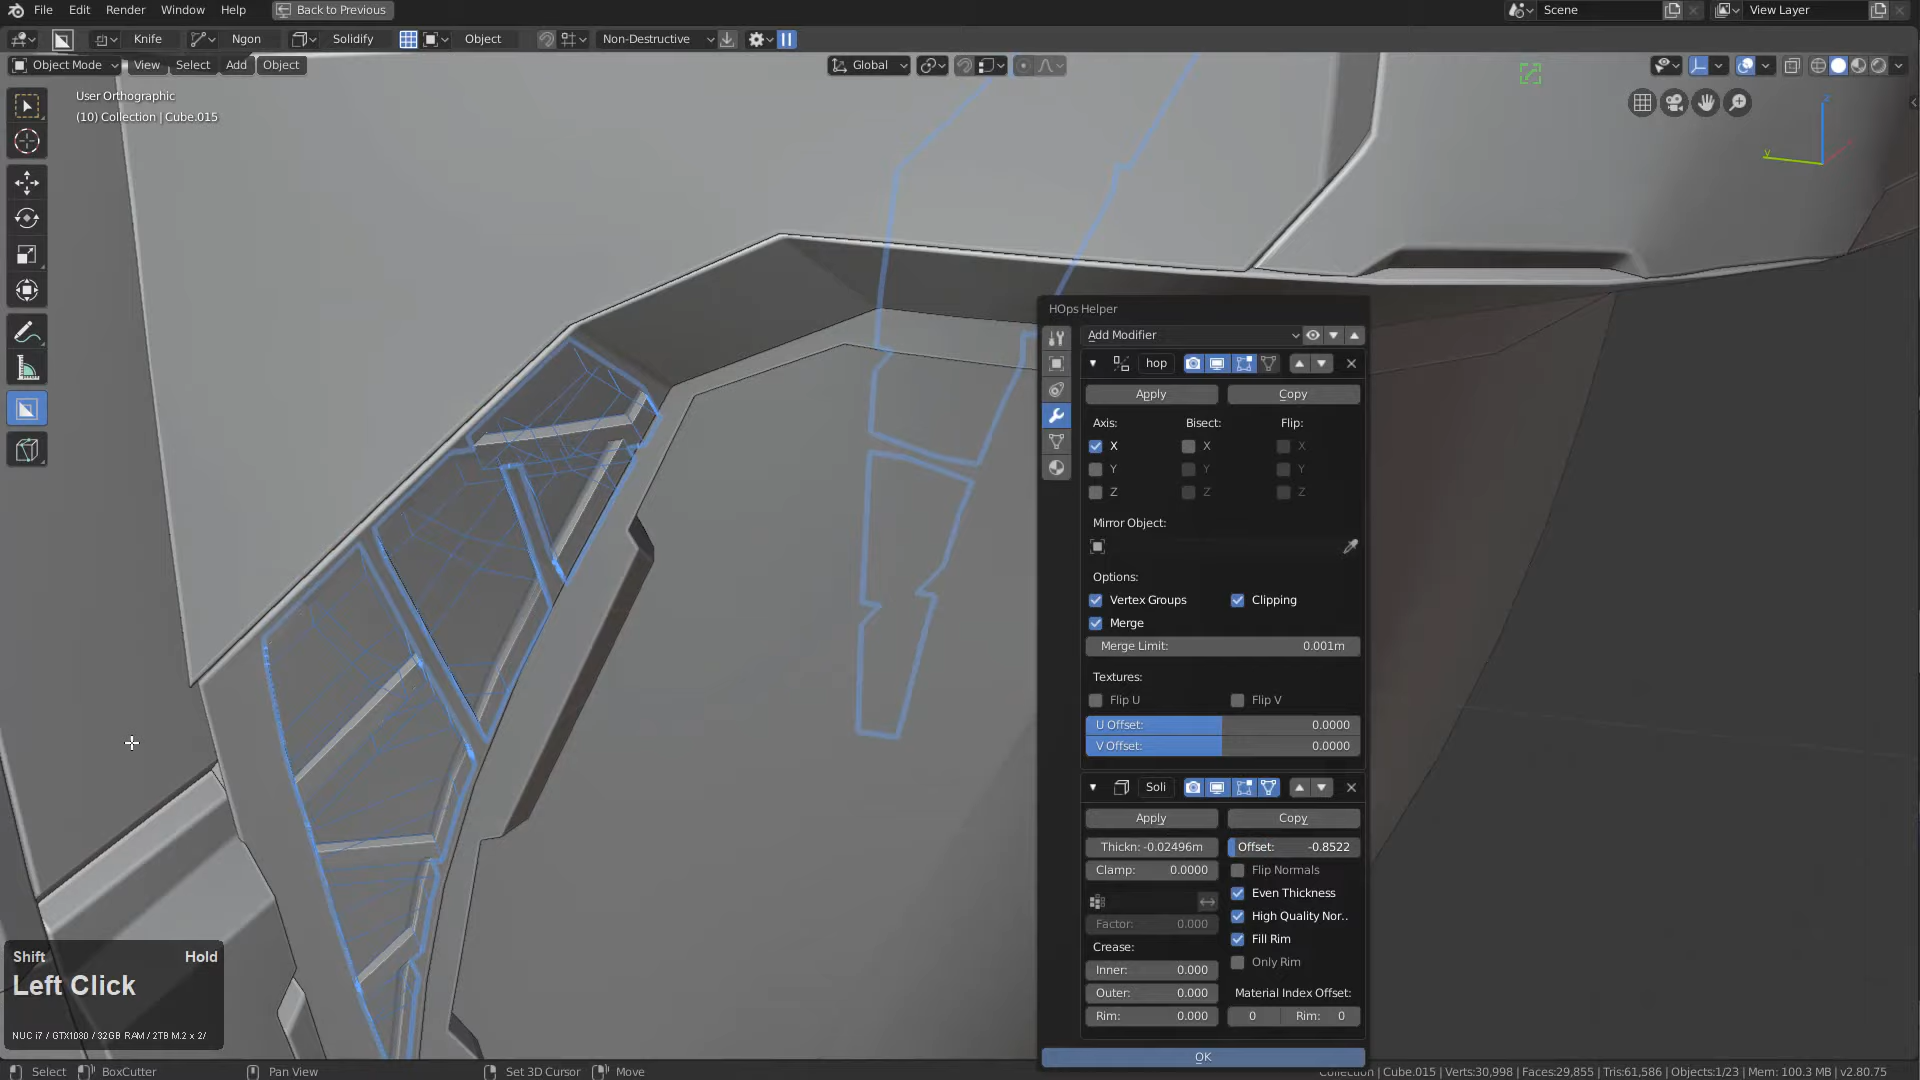 File Edit Render Window Help Back to Previous Scene View Layer
Knife Ngon Solidify Object Non-Destructive
Object Mode View Select Add Object Global
User Orthographic
(10) Collection | Cube.015
Z
Y
HOps Helper
Add Modifier
hop
Apply Copy
Axis: Bisect: Flip:
X X X
Y Y Y
Z Z Z
Mirror Object:
Options:
Vertex Groups Clipping
Merge
Merge Limit: 0.001m
Textures:
Flip U Flip V
U Offset: 0.0000
V Offset: 0.0000
Soli
Apply Copy
Thickn: -0.02496m Offset: -0.8522
Clamp: 0.0000 Flip Normals
Even Thickness
High Quality Nor..
Factor: 0.000
Fill Rim
Crease:
Only Rim
Inner: 0.000
Outer: 0.000 Material Index Offset:
Rim: 0.000 0 Rim: 0
OK
Shift Hold
Left Click
NUC i7 / GTX1080 / 32GB RAM / 2TB M.2 x 2/
Select BoxCutter Pan View Set 3D Cursor Move Collection | Cube.015 | Verts:30,998 | Faces:29,855 | Tris:61,586 | Objects:1/23 | Mem: 100.3 MB | v2.80.75